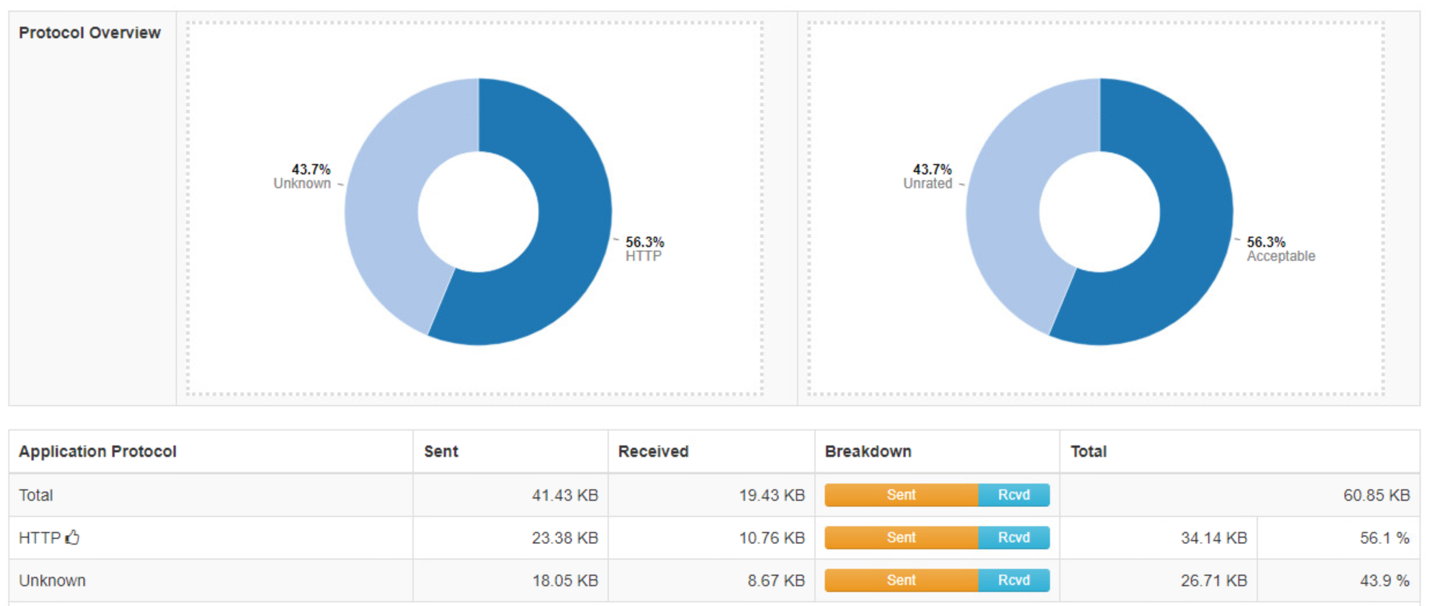 Protocol Overview
43.7%
Unknown
56.3%
HTTP
43.7%
Unrated
56.3%
Acceptable
Application Protocol Sent Received Breakdown Total
Total 41.43 KB 19.43 KB Sent Rcvd 60.85 KB
HTTP 23.38 KB 10.76 KB Sent Rcvd 34.14 KB 56.1 %
Unknown 18.05 KB 8.67 KB Sent Rcvd 26.71 KB 43.9 %